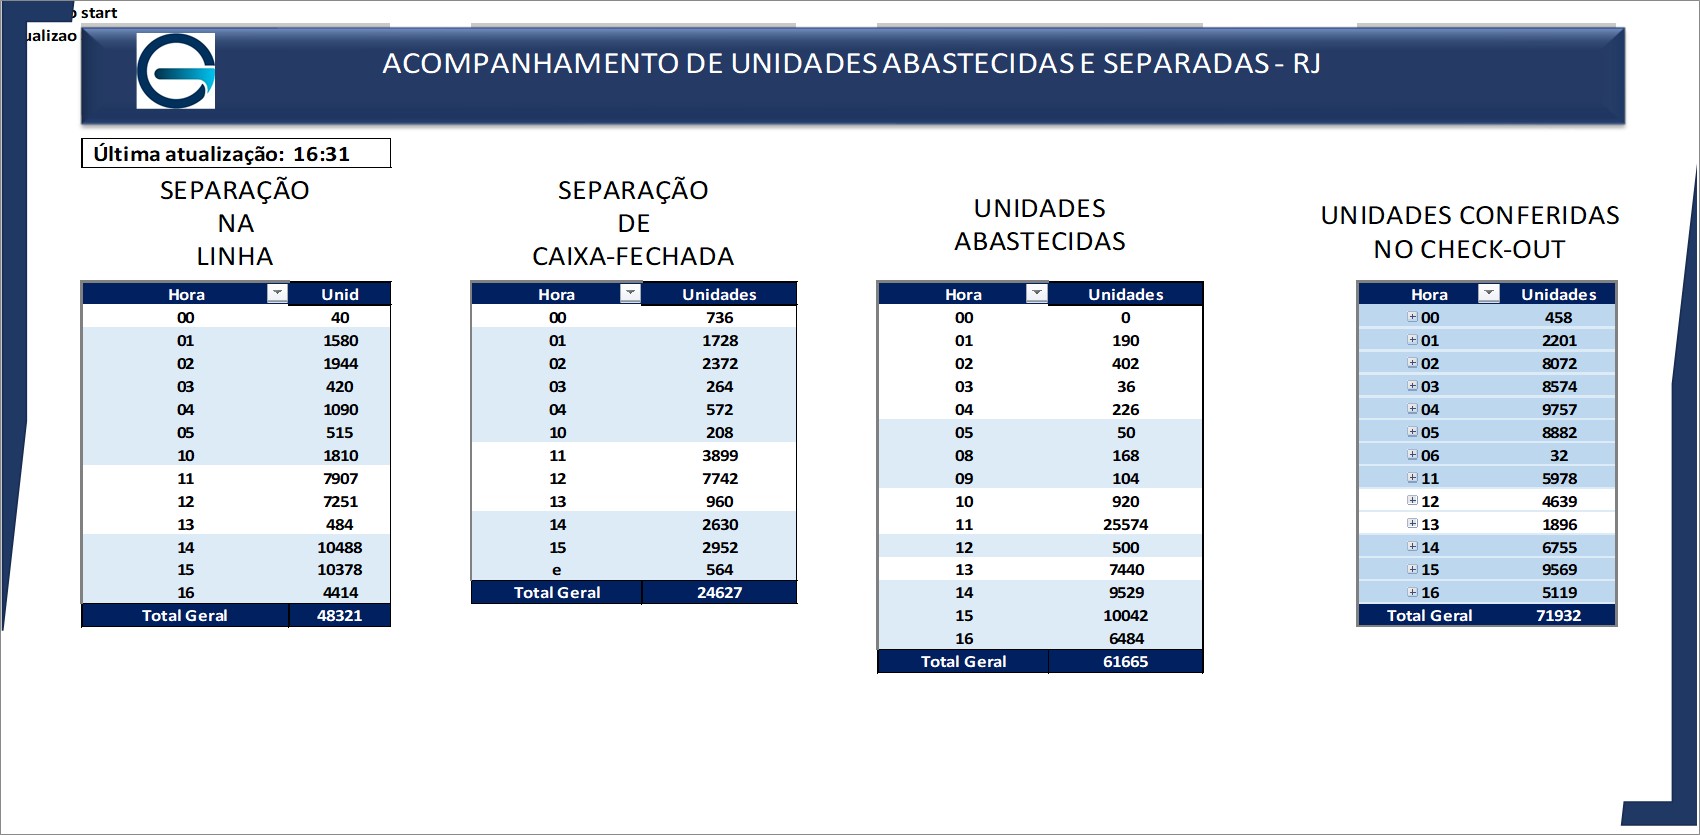 start
ualizao
ACOMPANHAMENTO DE UNIDADES ABASTECIDAS E SEPARADAS - RJ
Última atualização: 16:31
SEPARAÇÃO
NA
LINHA
Hora Unid
00 40
01 1580
02 1944
03 420
04 1090
05 515
10 1810
11 7907
12 7251
13 484
14 10488
15 10378
16 4414
Total Geral 48321
SEPARAÇÃO
DE
CAIXA-FECHADA
Hora Unidades
00 736
01 1728
02 2372
03 264
04 572
10 208
11 3899
12 7742
13 960
14 2630
15 2952
e 564
Total Geral 24627
UNIDADES
ABASTECIDAS
Hora Unidades
00 0
01 190
02 402
03 36
04 226
05 50
08 168
09 104
10 920
11 25574
12 500
13 7440
14 9529
15 10042
16 6484
Total Geral 61665
UNIDADES CONFERIDAS
NO CHECK-OUT
Hora Unidades
00 458
01 2201
02 8072
03 8574
04 9757
05 8882
06 32
11 5978
12 4639
13 1896
14 6755
15 9569
16 5119
Total Geral 71932